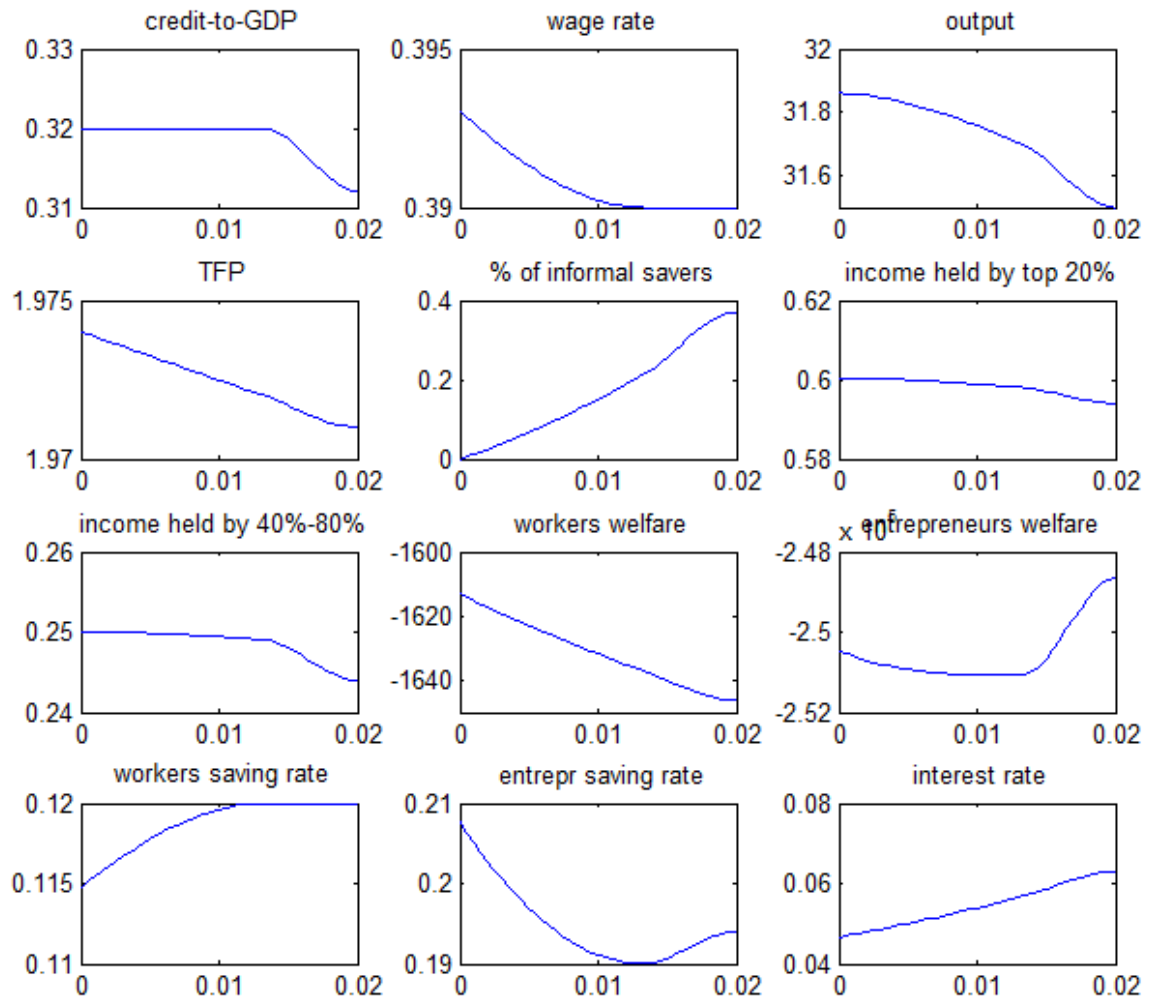 credit-to-GDP wage rate output
0.33 0.395 32
31.8
0.32
31.6
0.31 0.39
0 0.01 0.02 0 0.01 0.02 0 0.01 0.02
TFP % of informal savers income held by top 20%
1.975 0.4 0.62
0.2 0.6
1.97 0 0.58
0 0.01 0.02 0 0.01 0.02 0 0.01 0.02
income held by 40%-80% workers welfare entrepreneurs welfare
x 10
0.26 -1600 -2.48
-1620
0.25 -2.5
-1640
0.24 -2.52
0 0.01 0.02 0 0.01 0.02 0 0.01 0.02
workers saving rate entrepr saving rate interest rate
0.12 0.21 0.08
0.115 0.2 0.06
0.11 0.19 0.04
0 0.01 0.02 0 0.01 0.02 0 0.01 0.02